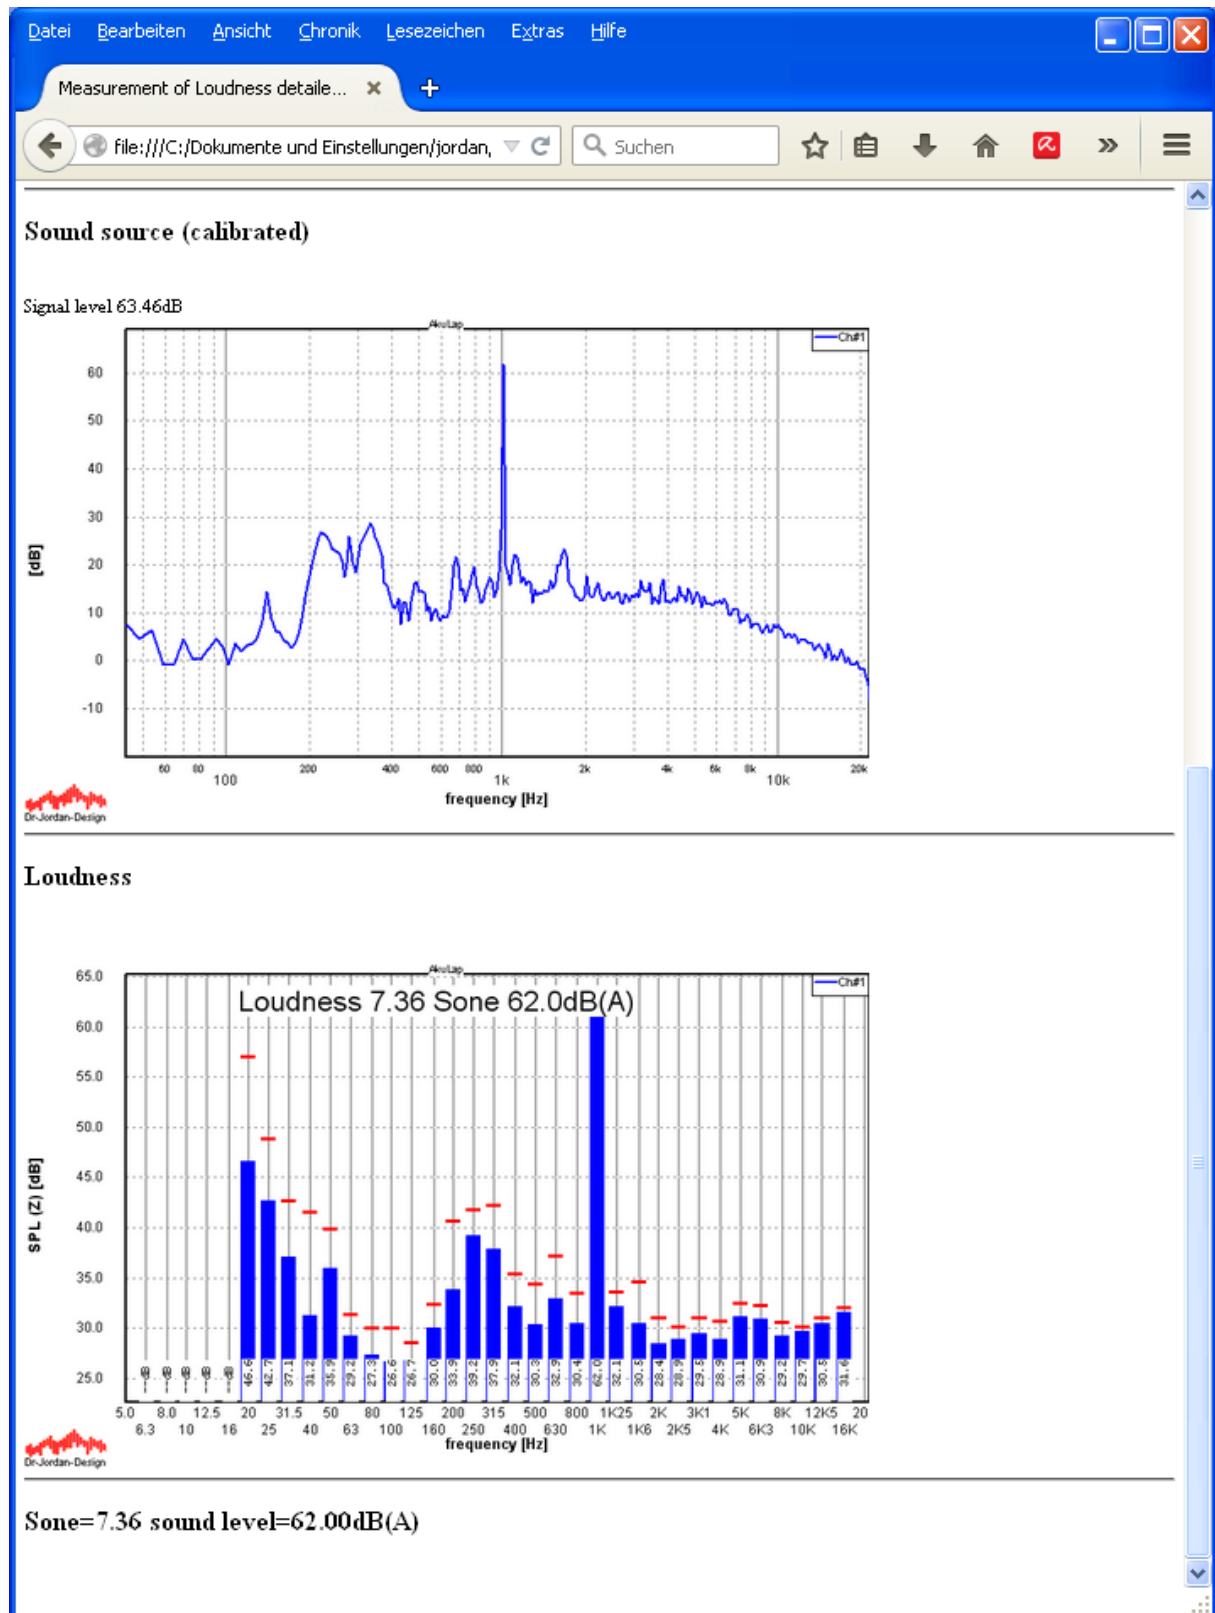 Datei Bearbeiten Ansicht Chronik Lesezeichen Extras Hilfe
Measurement of Loudness detaile...
file:///C:/Dokumente und Einstellungen/jordan, Suchen
Sound source (calibrated)
Signal level 63.46dB
AkuLap
Ch#1
60
50
40
30
20
10
0
-10
[dB]
60 80 100 200 400 600 800 1k 2k 4k 6k 8k 10k 20k
frequency [Hz]
Dr-Jordan-Design
Loudness
AkuLap
Ch#1
Loudness 7.36 Sone 62.0dB(A)
65.0
60.0
55.0
50.0
45.0
40.0
35.0
30.0
25.0
SPL (Z) [dB]
--dB --dB --dB --dB --dB 46.6 42.7 37.1 31.2 35.9 29.2 27.3 26.6 26.7 30.0 33.9 39.2 37.9 32.1 30.3 32.9 30.4 62.0 32.1 30.5 28.4 28.9 29.5 28.9 31.1 30.9 29.2 29.7 30.5 31.6
5.0 8.0 12.5 20 31.5 50 80 125 200 315 500 800 1K25 2K 3K1 5K 8K 12K5 20
6.3 10 16 25 40 63 100 160 250 400 630 1K 1K6 2K5 4K 6K3 10K 16K
frequency [Hz]
Dr-Jordan-Design
Sone=7.36 sound level=62.00dB(A)